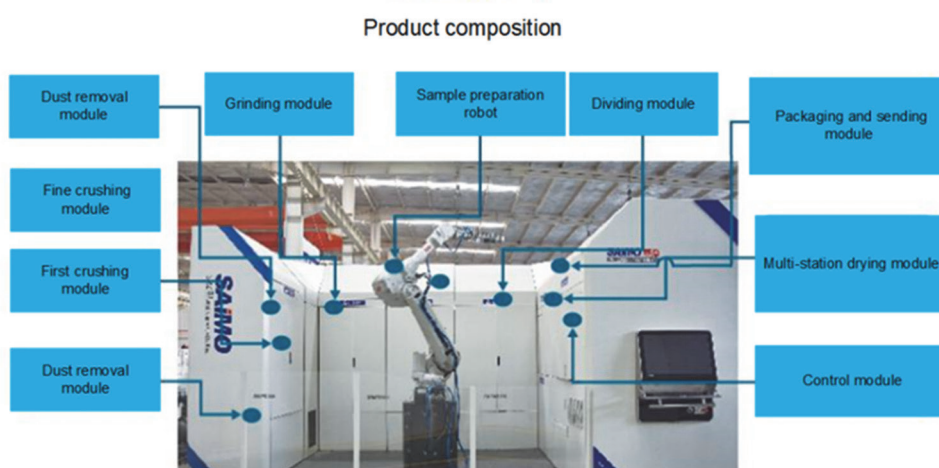 Product composition
Dust removal
module
Grinding module
Sample preparation
robot
Dividing module
Packaging and sending
module
Fine crushing
module
First crushing
module
Multi-station drying module
Dust removal
module
Control module
SAIMO
SAIMO